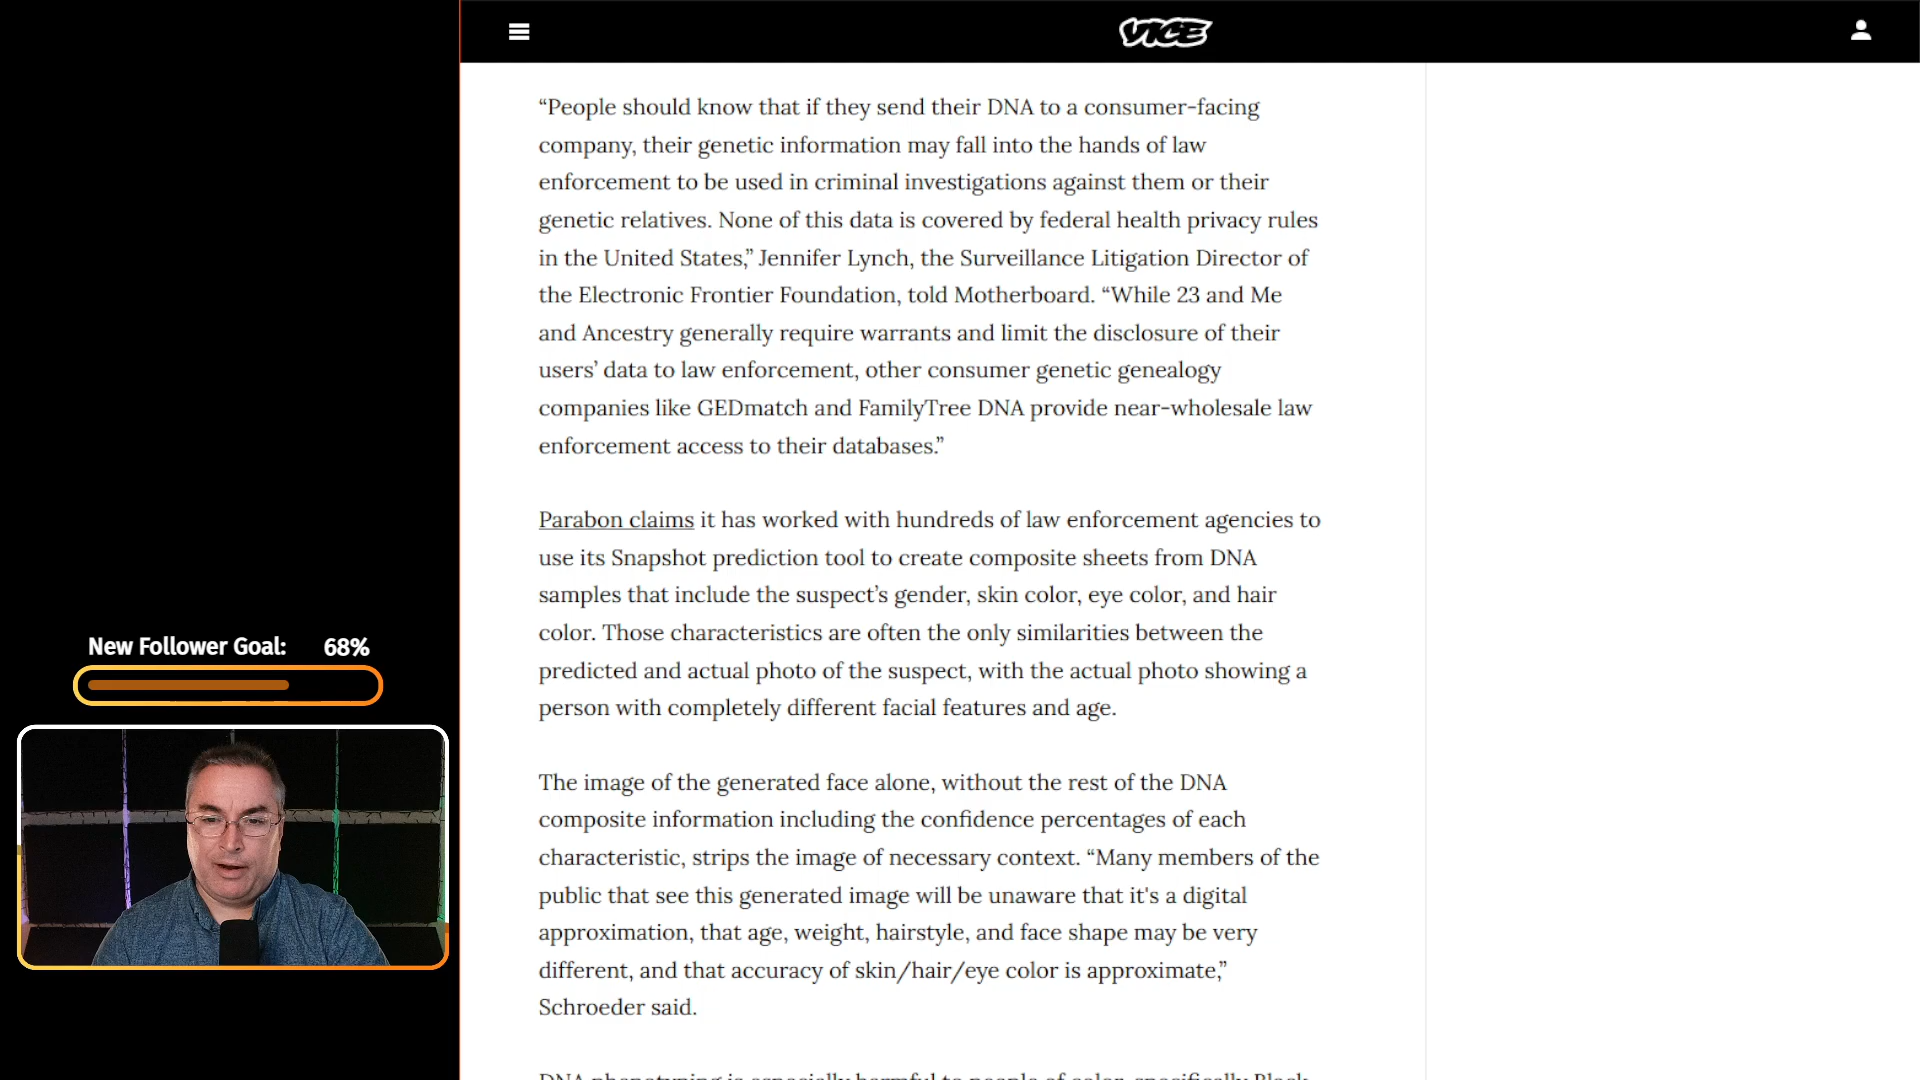 VICE
“People should know that if they send their DNA to a consumer-facing
company, their genetic information may fall into the hands of law
enforcement to be used in criminal investigations against them or their
genetic relatives. None of this data is covered by federal health privacy rules
in the United States,” Jennifer Lynch, the Surveillance Litigation Director of
the Electronic Frontier Foundation, told Motherboard. “While 23 and Me
and Ancestry generally require warrants and limit the disclosure of their
users’ data to law enforcement, other consumer genetic genealogy
companies like GEDmatch and FamilyTree DNA provide near-wholesale law
enforcement access to their databases.”
Parabon claims it has worked with hundreds of law enforcement agencies to
use its Snapshot prediction tool to create composite sheets from DNA
samples that include the suspect’s gender, skin color, eye color, and hair
color. Those characteristics are often the only similarities between the
predicted and actual photo of the suspect, with the actual photo showing a
person with completely different facial features and age.
The image of the generated face alone, without the rest of the DNA
composite information including the confidence percentages of each
characteristic, strips the image of necessary context. “Many members of the
public that see this generated image will be unaware that it's a digital
approximation, that age, weight, hairstyle, and face shape may be very
different, and that accuracy of skin/hair/eye color is approximate,”
Schroeder said.
DNA phenotyping is especially harmful to people of color, specifically Black
New Follower Goal: 68%